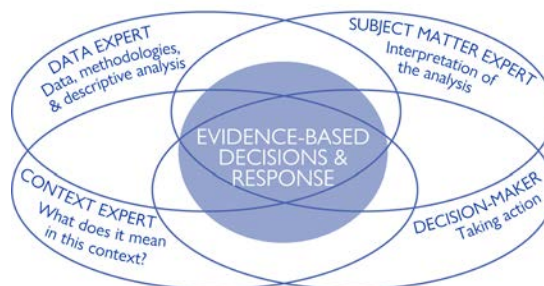 DATA EXPERT
Data, methodologies,
& descriptive analysis
SUBJECT MATTER EXPERT
Interpretation of
the analysis
EVIDENCE-BASED
DECISIONS &
RESPONSE
CONTEXT EXPERT
What does it mean
in this context?
DECISION-MAKER
Taking action